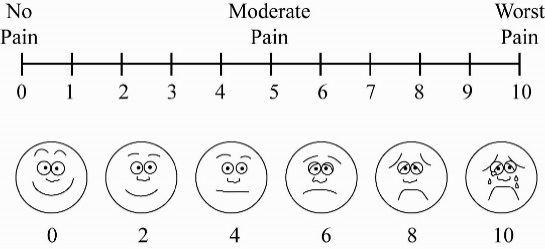 No Pain
Moderate Pain
Worst Pain
0 1 2 3 4 5 6 7 8 9 10
0 2 4 6 8 10